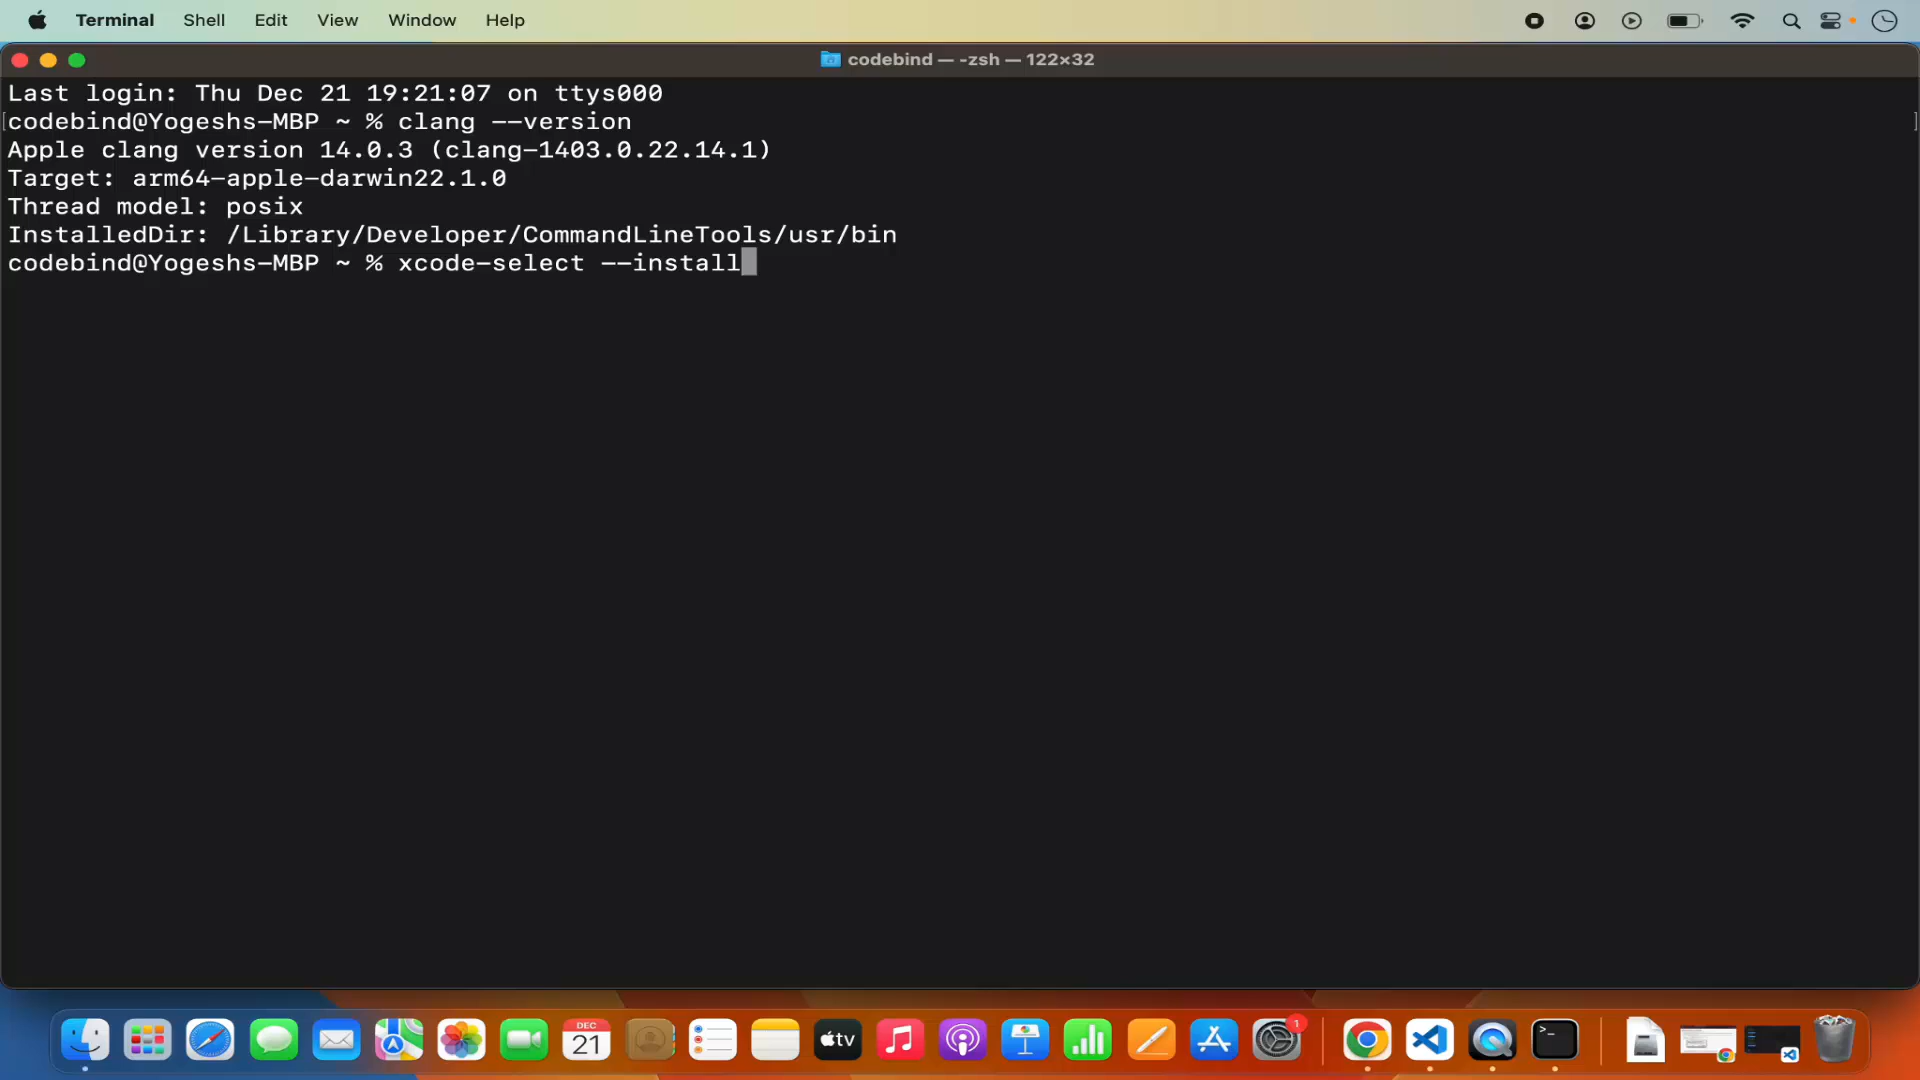 Terminal Shell Edit View Window Help
codebind — -zsh — 122×32
Last login: Thu Dec 21 19:21:07 on ttys000
[codebind@Yogeshs-MBP ~ % clang --version ]
Apple clang version 14.0.3 (clang-1403.0.22.14.1)
Target: arm64-apple-darwin22.1.0
Thread model: posix
InstalledDir: /Library/Developer/CommandLineTools/usr/bin
codebind@Yogeshs-MBP ~ % xcode-select --install
DEC
21
tv
1
>_